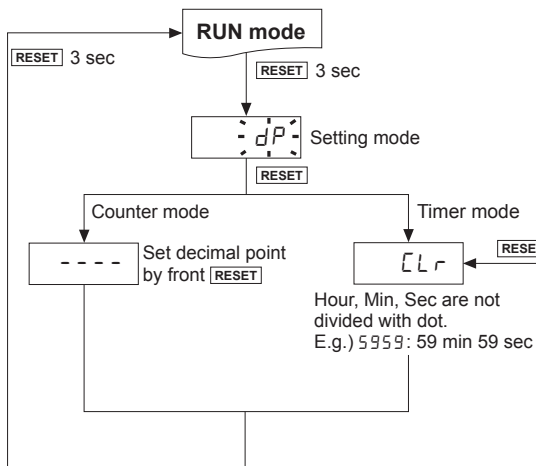 RUN mode
RESET 3 sec
RESET 3 sec
dP
Setting mode
RESET
Counter mode
Timer mode
- - - -
Set decimal point
by front RESET
CLr
RESE
Hour, Min, Sec are not
divided with dot.
E.g.) 5959: 59 min 59 sec